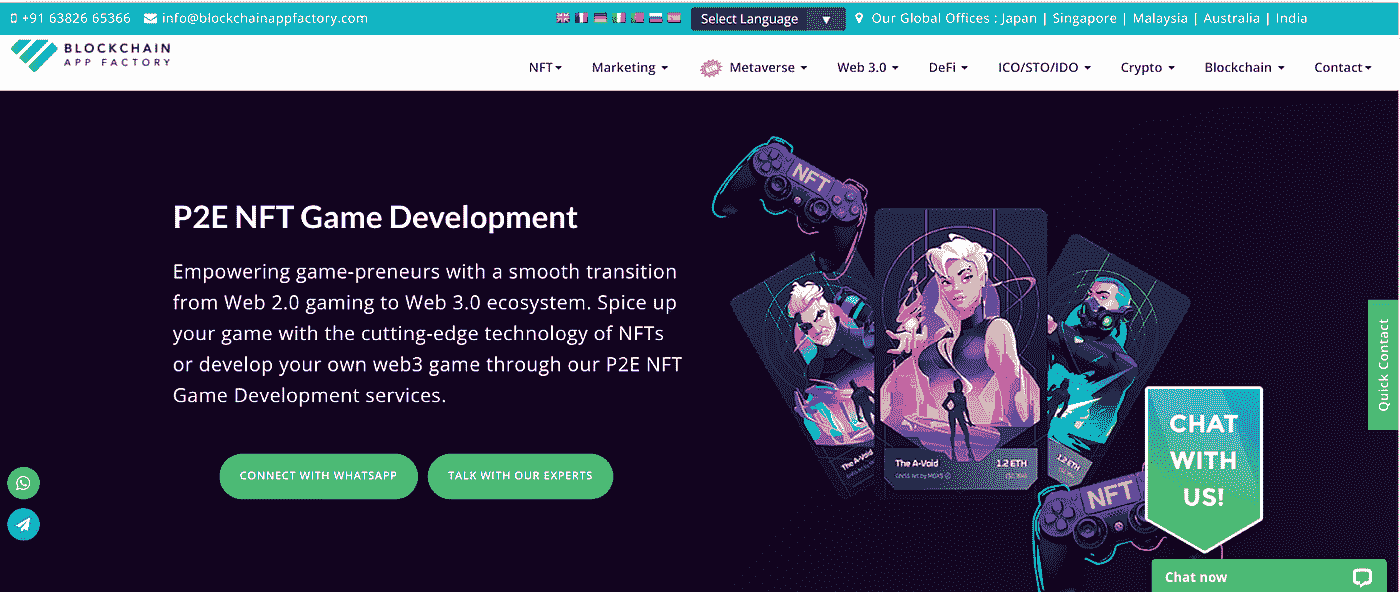 +91 63826 65366 info@blockchainappfactory.com Select Language ▼ Our Global Offices : Japan | Singapore | Malaysia | Australia | India
BLOCKCHAIN
APP FACTORY
NFT Marketing Metaverse Web 3.0 DeFi ICO/STO/IDO Crypto Blockchain Contact
P2E NFT Game Development
Empowering game-preneurs with a smooth transition
from Web 2.0 gaming to Web 3.0 ecosystem. Spice up
your game with the cutting-edge technology of NFTs
or develop your own web3 game through our P2E NFT
Game Development services.
CONNECT WITH WHATSAPP TALK WITH OUR EXPERTS
NFT
The A-Void
The A-Void 1.2 ETH
NFT
Quick Contact
CHAT
WITH
US!
Chat now